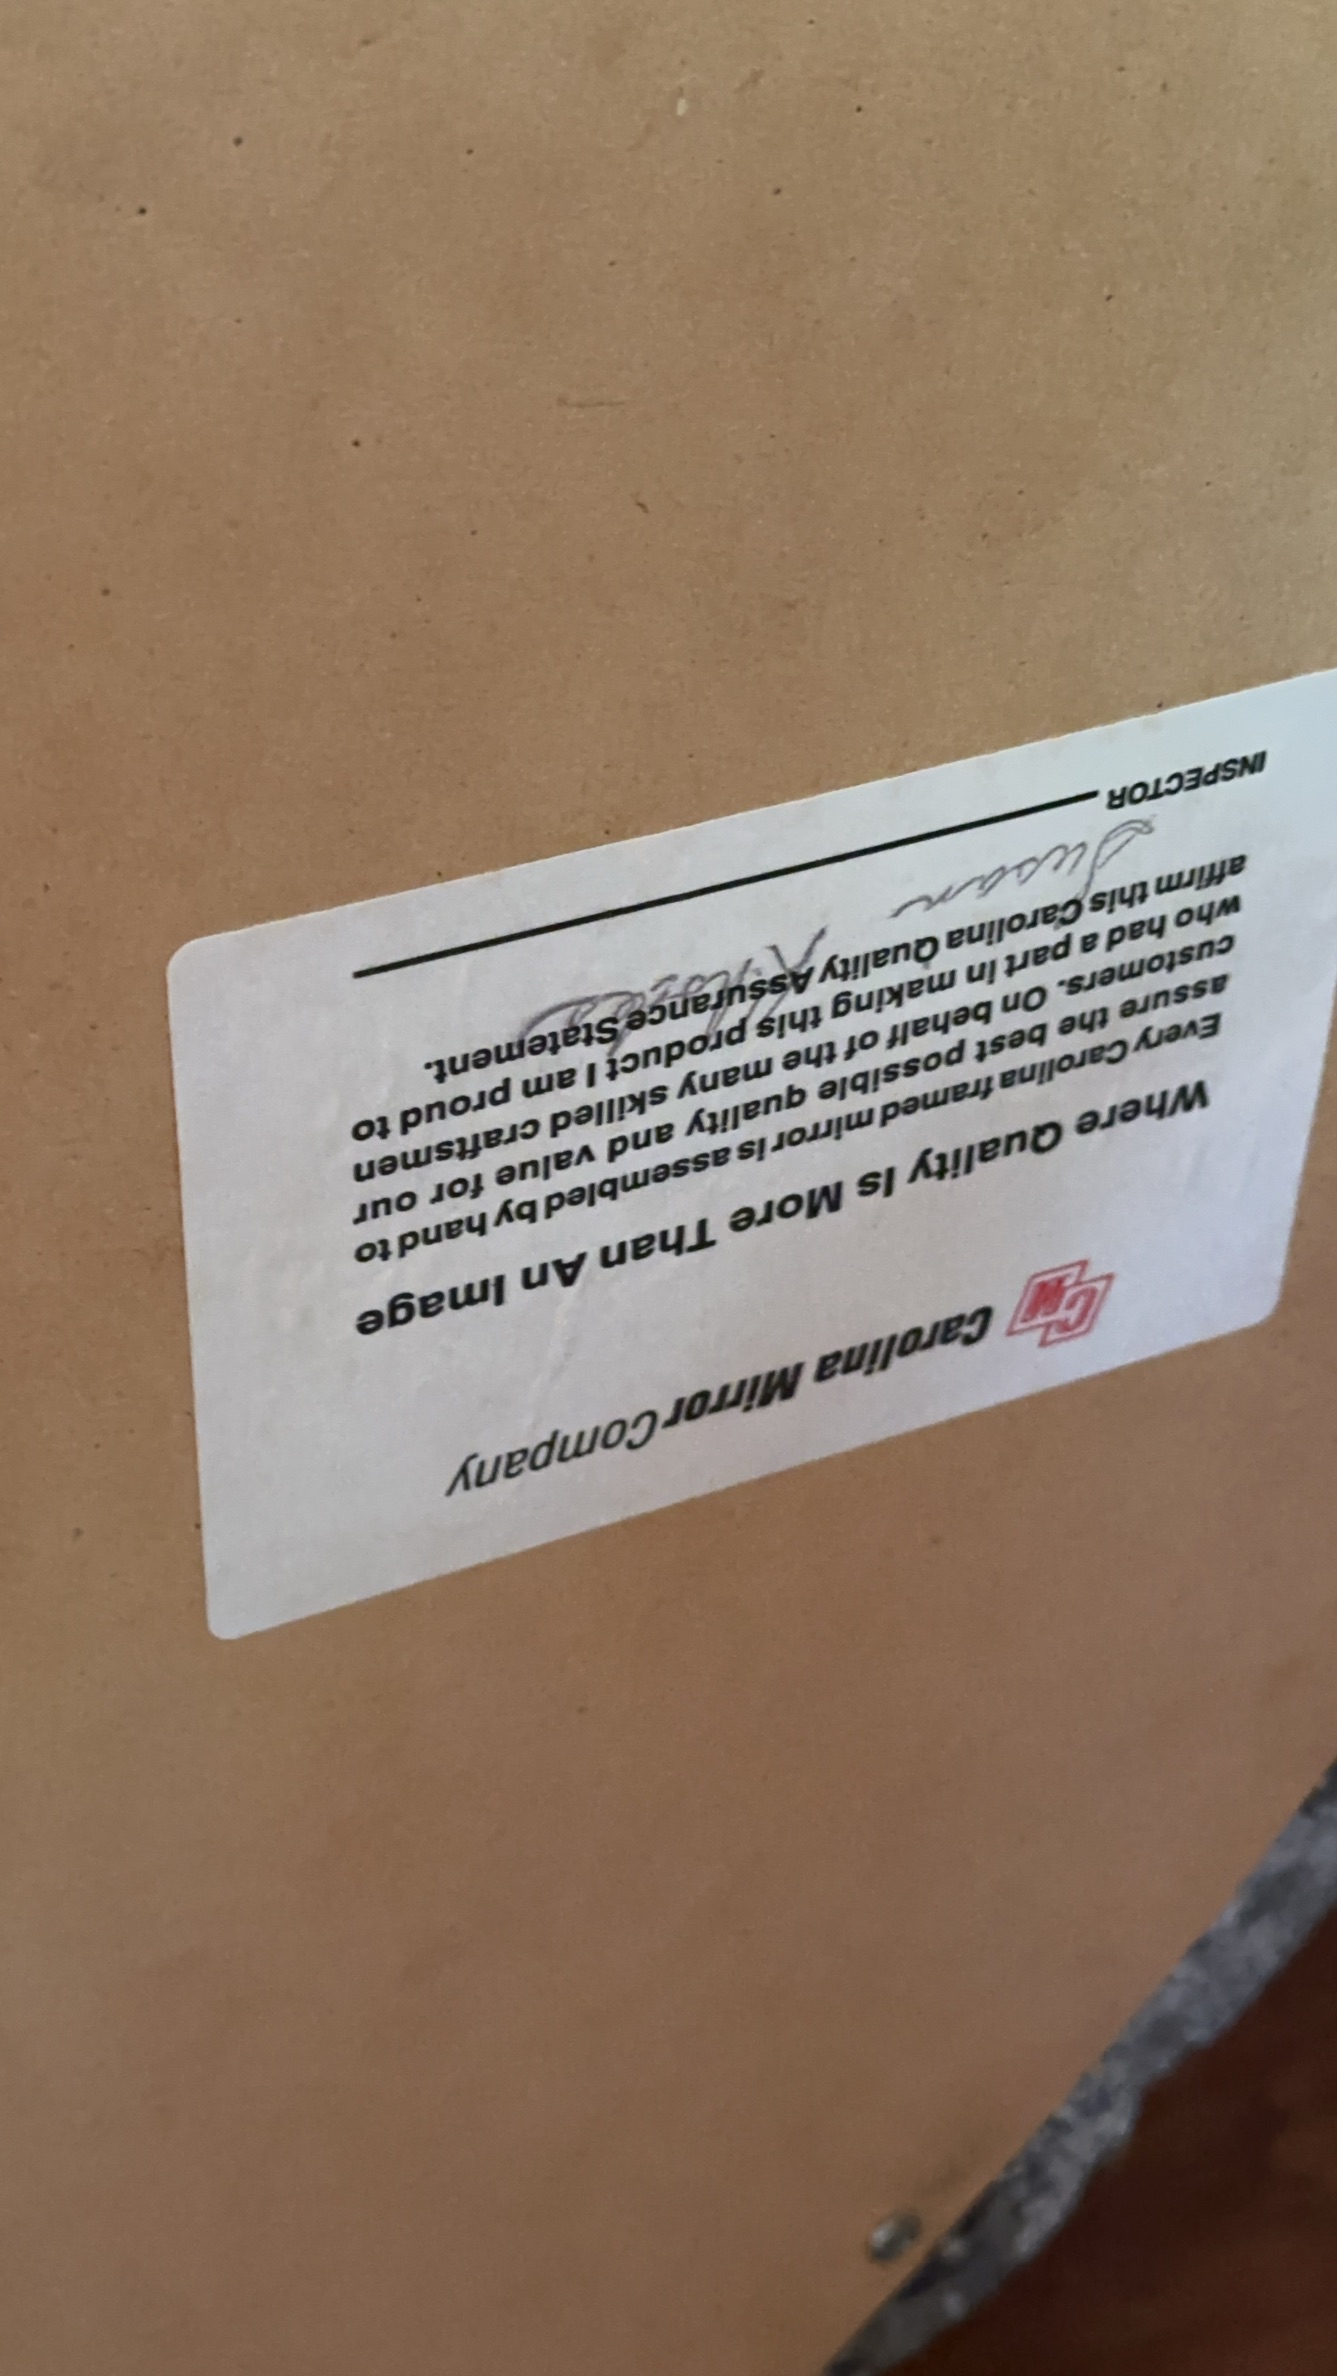 CM Carolina Mirror Company
Where Quality Is More Than An Image
Every Carolina framed mirror is assembled by hand to
assure the best possible quality and value for our
customers. On behalf of the many skilled craftsmen
who had a part in making this product I am proud to
affirm this Carolina Quality Assurance Statement.
Susan
INSPECTOR